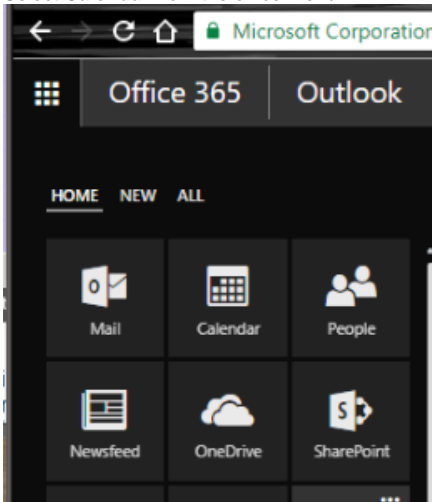 Microsoft Corporation
Office 365 Outlook
HOME NEW ALL
Mail Calendar People
Newsfeed OneDrive SharePoint